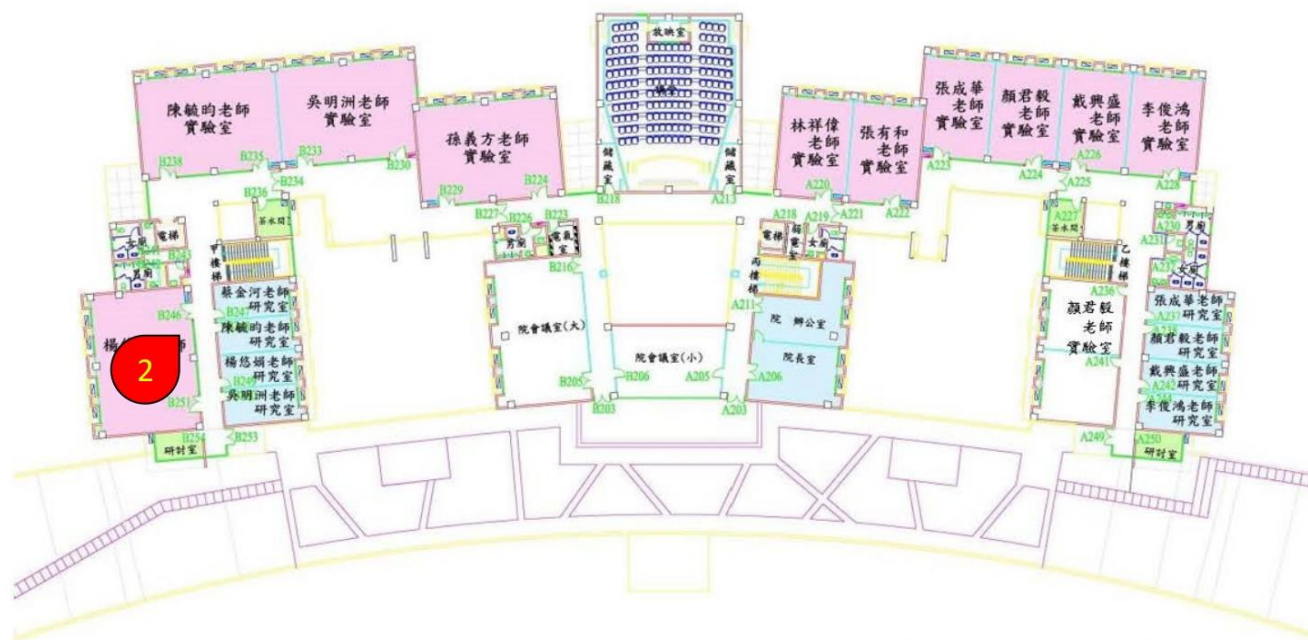 放映室
講堂
儲藏室
儲藏室
陳毓昀老師
實驗室
吳明洲老師
實驗室
孫義方老師
實驗室
林祥偉
老師
實驗室
張有和
老師
實驗室
張成華
老師
實驗室
顏君毅
老師
實驗室
戴興盛
老師
實驗室
李俊鴻
老師
實驗室
B238
B235
B233
B230
B234
B236
B229
B224
B218
A213
A220
A222
A223
A224
A226
A225
A228
B227
B226
B223
A218
A219
A221
A227
A230
茶水間
茶水間
女廁
電梯
男廁
甲樓梯
男廁
電氣室
電梯
弱電室
女廁
丙樓梯
乙樓梯
男廁
女廁
B243
B216
A211
A236
B246
B247
B251
B254
B253
2
蔡金河老師
研究室
陳毓昀老師
研究室
楊悠娟老師
研究室
吳明洲老師
研究室
研討室
院會議室(大)
院會議室(小)
院 辦公室
院長室
B205
B206
A205
A206
B203
A203
顏君毅
老師
實驗室
A241
張成華老師
A237
研究室
顏君毅老師
研究室
戴興盛老師
A242
研究室
李俊鴻老師
研究室
A249
A250
研討室